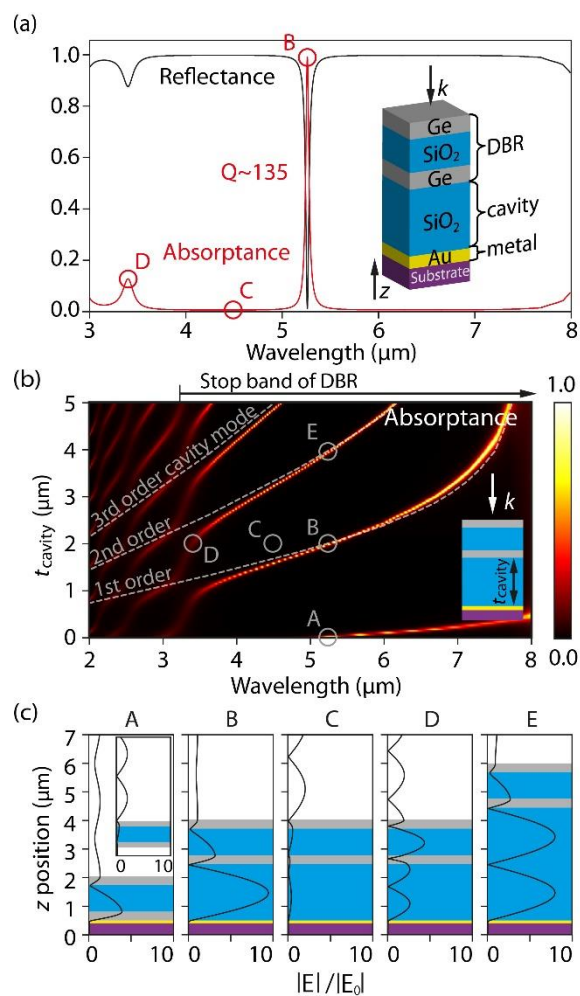 (a)
B
1.0
0.8
0.6
0.4
0.2
0.0
Reflectance
Q~135
Absorptance
D
C
k
Ge
SiO₂
Ge
SiO₂
Au
Substrate
DBR
cavity
metal
z
3 4 5 6 7 8
Wavelength (μm)
(b)
Stop band of DBR
1.0
0.0
5
4
3
2
1
0
t_cavity (μm)
Absorptance
3rd order cavity mode
2nd order
1st order
E
D
C
B
A
k
t_cavity
2 3 4 5 6 7 8
Wavelength (μm)
(c)
A B C D E
7
6
5
4
3
2
1
0
z position (μm)
0 10
0 10 0 10 0 10 0 10 0 10
|E|/|E₀|